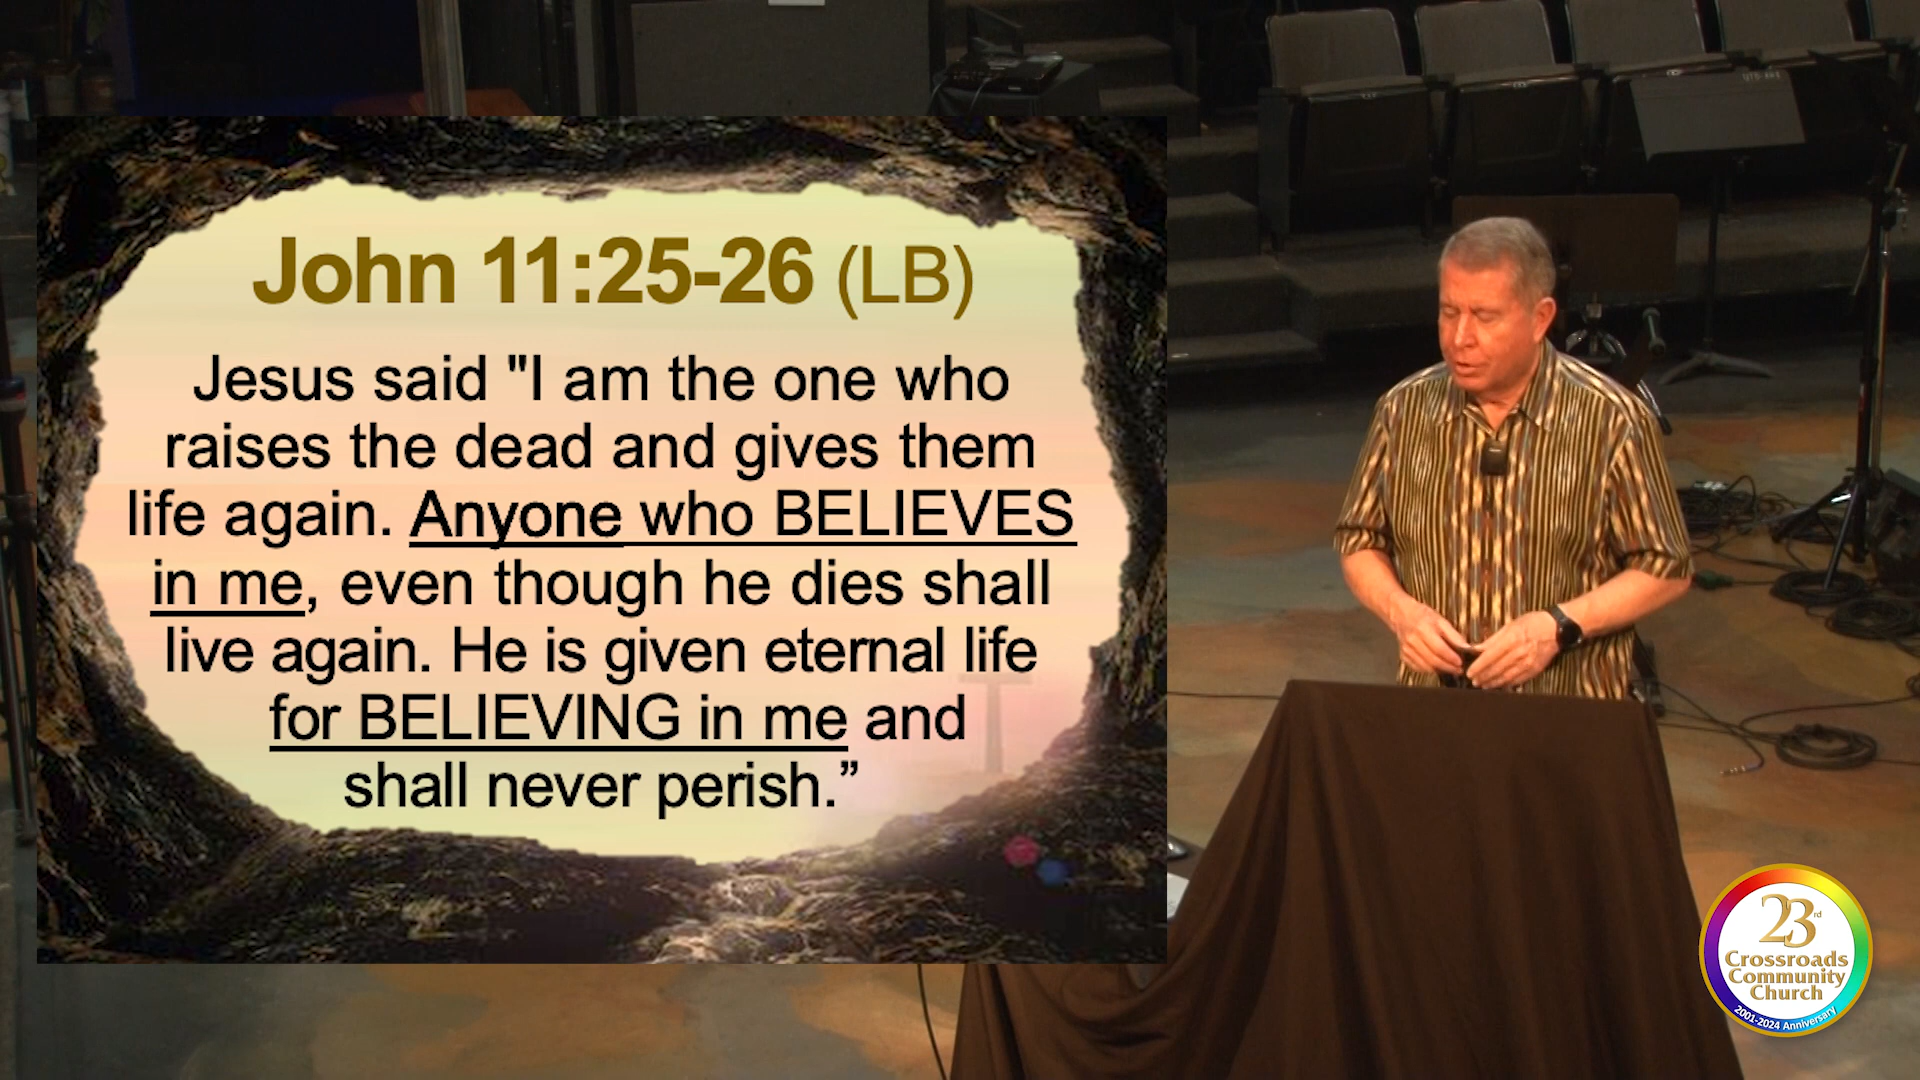 John 11:25-26 (LB)
Jesus said "I am the one who
raises the dead and gives them
life again. Anyone who BELIEVES
in me, even though he dies shall
live again. He is given eternal life
for BELIEVING in me and
shall never perish.”
23rd
Crossroads
Community
Church
2001-2024 Anniversary